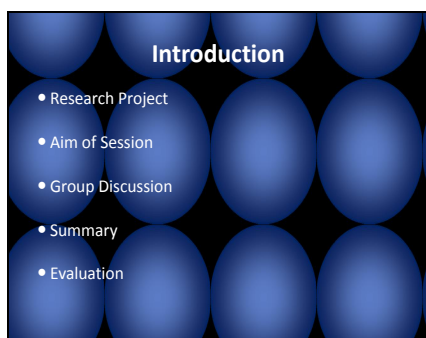 Introduction
• Research Project
• Aim of Session
• Group Discussion
• Summary
• Evaluation